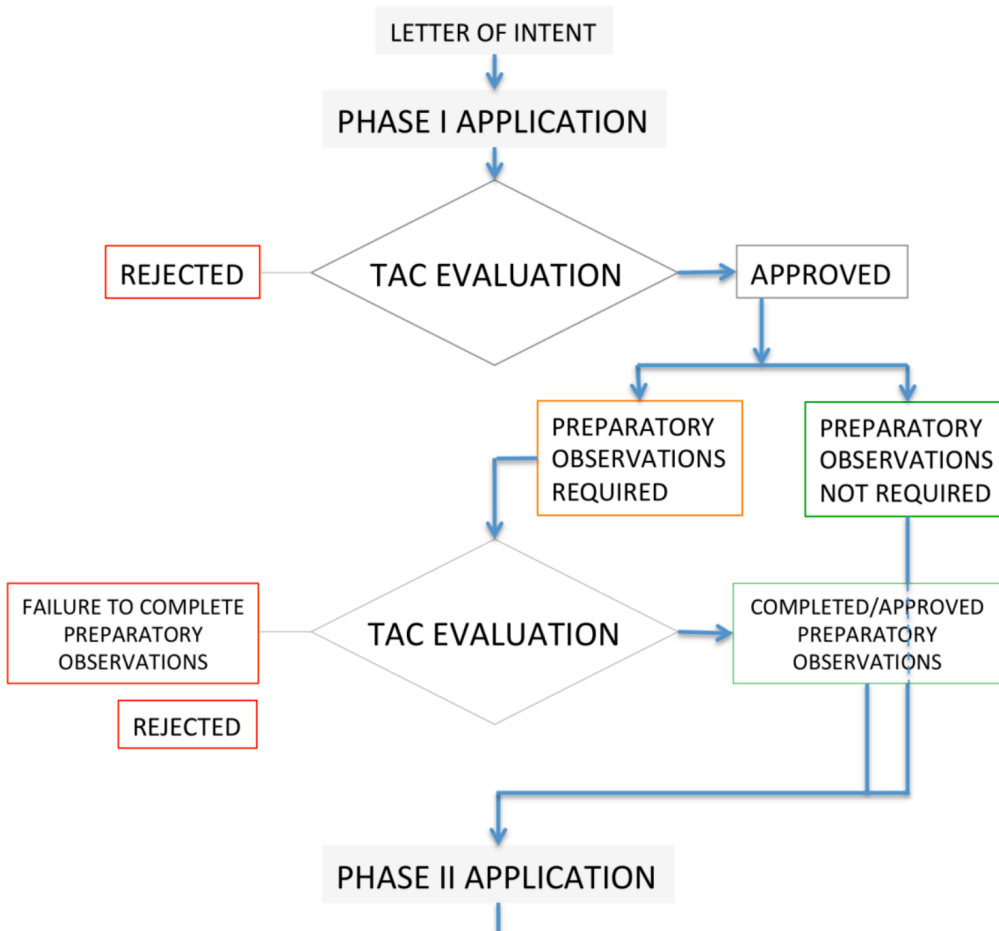 LETTER OF INTENT
PHASE I APPLICATION
REJECTED
TAC EVALUATION
APPROVED
PREPARATORY
OBSERVATIONS
REQUIRED
PREPARATORY
OBSERVATIONS
NOT REQUIRED
FAILURE TO COMPLETE
PREPARATORY
OBSERVATIONS
TAC EVALUATION
COMPLETED/APPROVED
PREPARATORY
OBSERVATIONS
REJECTED
PHASE II APPLICATION